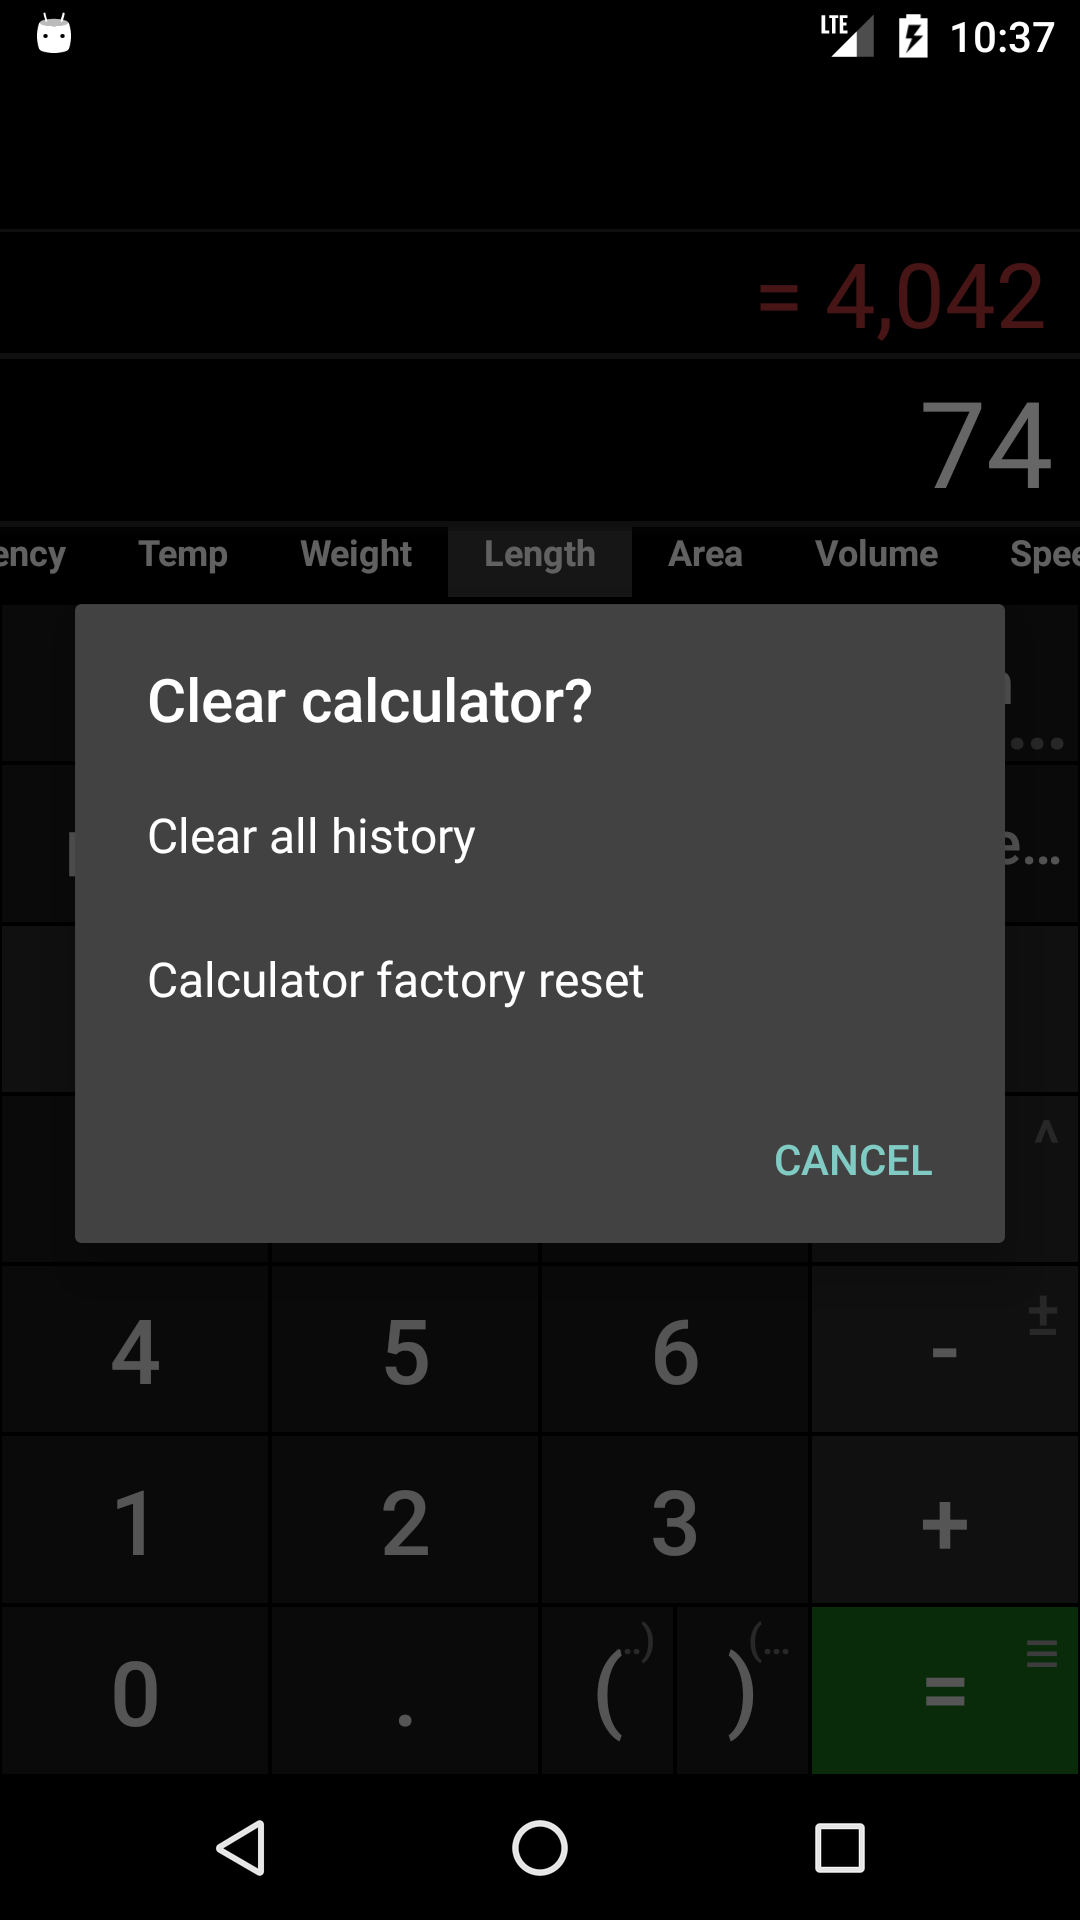 LTE 10:37
= 4,042
74
ency Temp Weight Length Area Volume Spee
Clear calculator?
Clear all history
e…
Calculator factory reset
^
CANCEL
4 5 6 - ±
1 2 3 +
0 . ( ..) ) (... = ≡